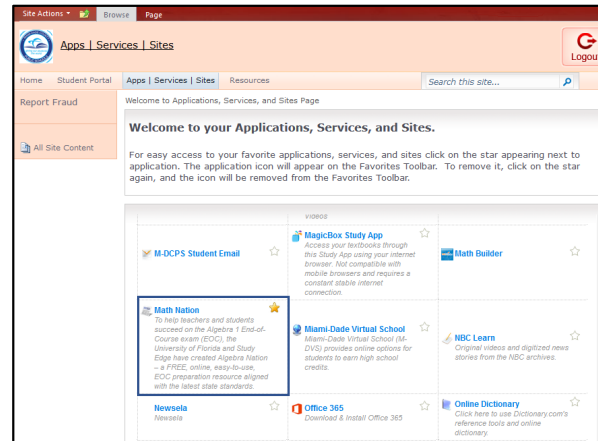 Site Actions
Browse
Page
Apps | Services | Sites
Logou
Home
Student Portal
Apps | Services | Sites
Resources
Search this site...
Report Fraud
All Site Content
Welcome to Applications, Services, and Sites Page
Welcome to your Applications, Services, and Sites.
For easy access to your favorite applications, services, and sites click on the star appearing next to
application. The application icon will appear on the Favorites Toolbar. To remove it, click on the star
again, and the icon will be removed from the Favorites Toolbar.
videos
M-DCPS Student Email
MagicBox Study App
Access your textbooks through
this Study App using your internet
browser. Not compatible with
mobile browsers and requires a
constant stable internet
connection.
Math Builder
Math Nation
To help teachers and students
succeed on the Algebra 1 End-of-
Course exam (EOC), the
University of Florida and Study
Edge have created Algebra Nation
– a FREE, online, easy-to-use,
EOC preparation resource aligned
with the latest state standards.
Miami-Dade Virtual School
Miami-Dade Virtual School (M-
DVS) provides online options for
students to earn high school
credits.
NBC Learn
Original videos and digitized news
stories from the NBC archives.
Newsela
Newsela
Office 365
Download & Install Office 365
Online Dictionary
Click here to use Dictionary.com's
reference tools and online
dictionary.